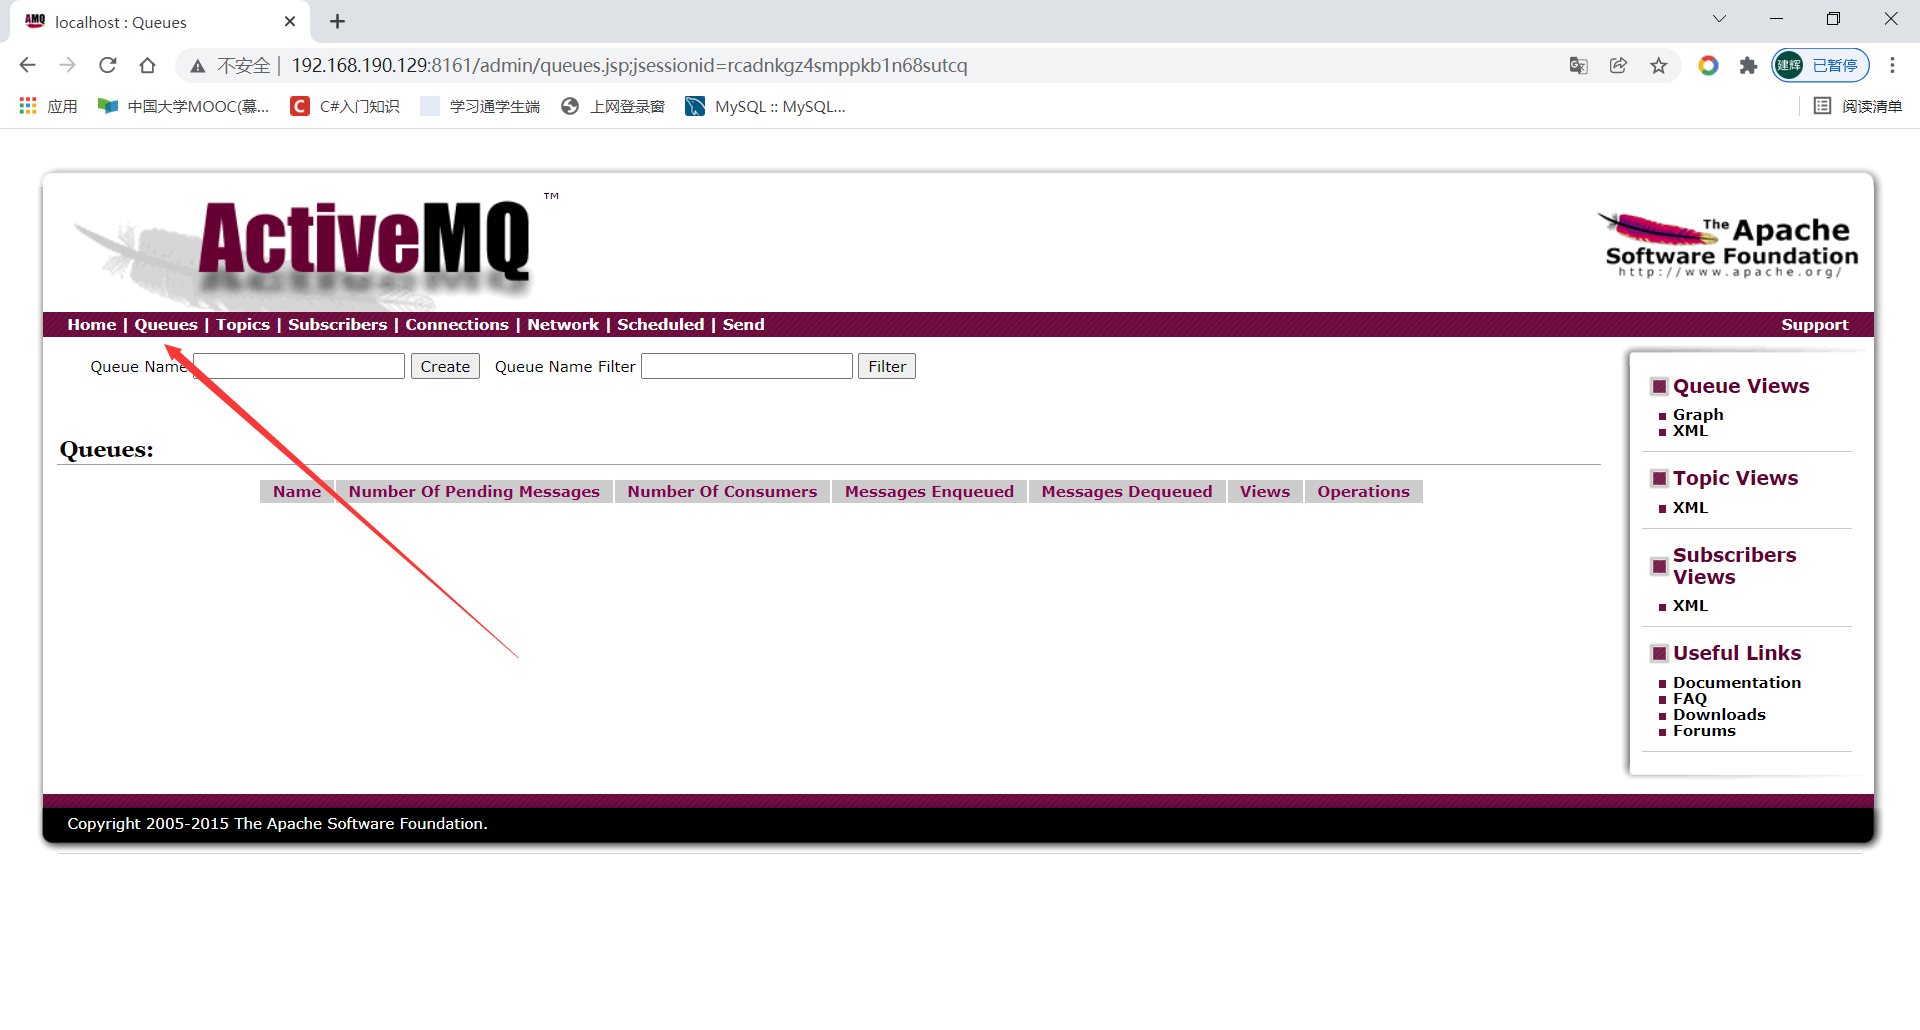 localhost : Queues
不安全 | 192.168.190.129:8161/admin/queues.jsp;jsessionid=rcadnkgz4smppkb1n68sutcq
建辉 已暂停
应用 中国大学MOOC(慕... C#入门知识 学习通学生端 上网登录窗 MySQL :: MySQL... 阅读清单
ActiveMQ ™
The Apache
Software Foundation
http://www.apache.org/
Home | Queues | Topics | Subscribers | Connections | Network | Scheduled | Send Support
Queue Name Create Queue Name Filter Filter
Queues:
Name Number Of Pending Messages Number Of Consumers Messages Enqueued Messages Dequeued Views Operations
Queue Views
Graph
XML
Topic Views
XML
Subscribers
Views
XML
Useful Links
Documentation
FAQ
Downloads
Forums
Copyright 2005-2015 The Apache Software Foundation.